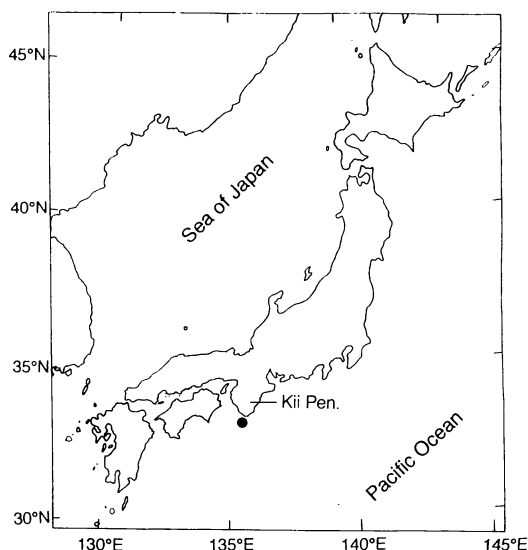 45°N
Sea of Japan
40°N
35°N
Kii Pen.
Pacific Ocean
30°N
130°E 135°E 140°E 145°E